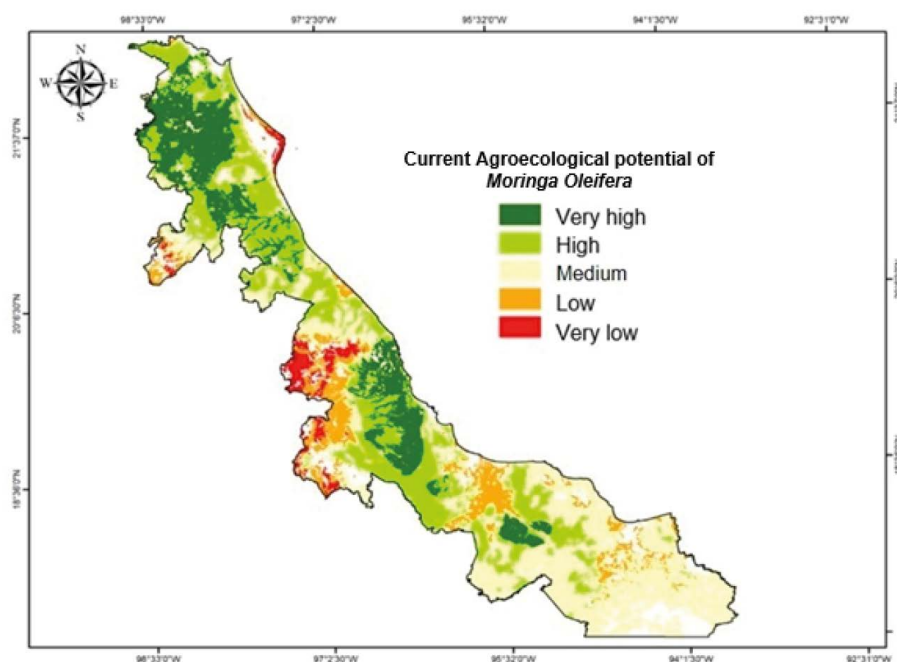 98°33'0"W 97°2'30"W 95°32'0"W 94°1'30"W 92°31'0"W
N
W E
S
21°37'0"N
Current Agroecological potential of
Moringa Oleifera
Very high
High
Medium
Low
Very low
20°6'30"N
18°36'0"N
98°33'0"W 97°2'30"W 95°32'0"W 94°1'30"W 92°31'0"W